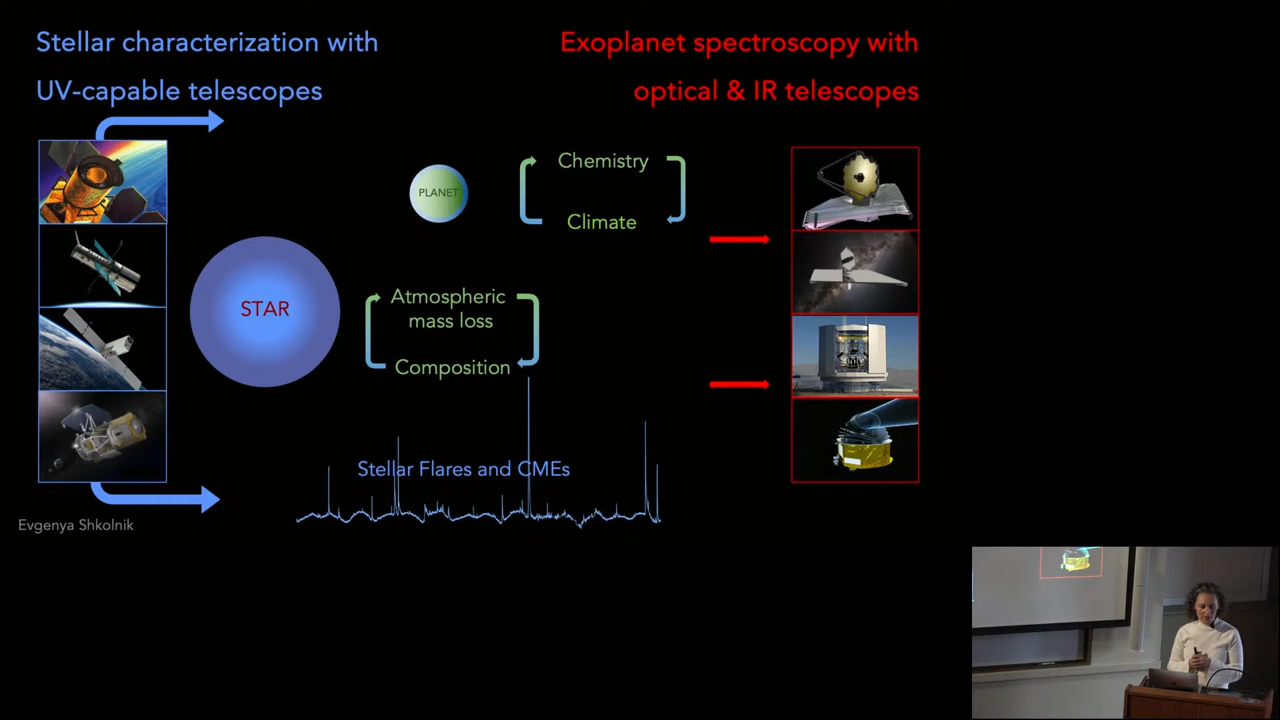 Stellar characterization with
UV-capable telescopes
Exoplanet spectroscopy with
optical & IR telescopes
PLANET
Chemistry
Climate
STAR
Atmospheric
mass loss
Composition
Stellar Flares and CMEs
Evgenya Shkolnik